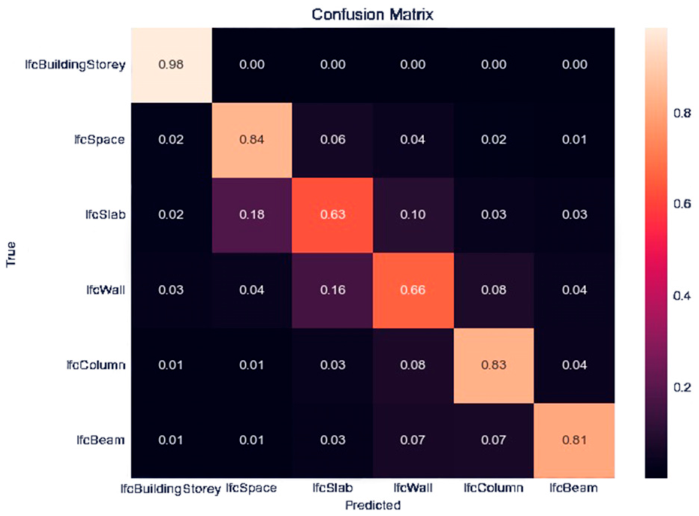 Confusion Matrix
IfcBuildingStorey 0.98 0.00 0.00 0.00 0.00 0.00
IfcSpace 0.02 0.84 0.06 0.04 0.02 0.01
IfcSlab 0.02 0.18 0.63 0.10 0.03 0.03
IfcWall 0.03 0.04 0.16 0.66 0.08 0.04
IfcColumn 0.01 0.01 0.03 0.08 0.83 0.04
IfcBeam 0.01 0.01 0.03 0.07 0.07 0.81
IfcBuildingStorey IfcSpace IfcSlab IfcWall IfcColumn IfcBeam
Predicted
True
0.8
0.6
0.4
0.2